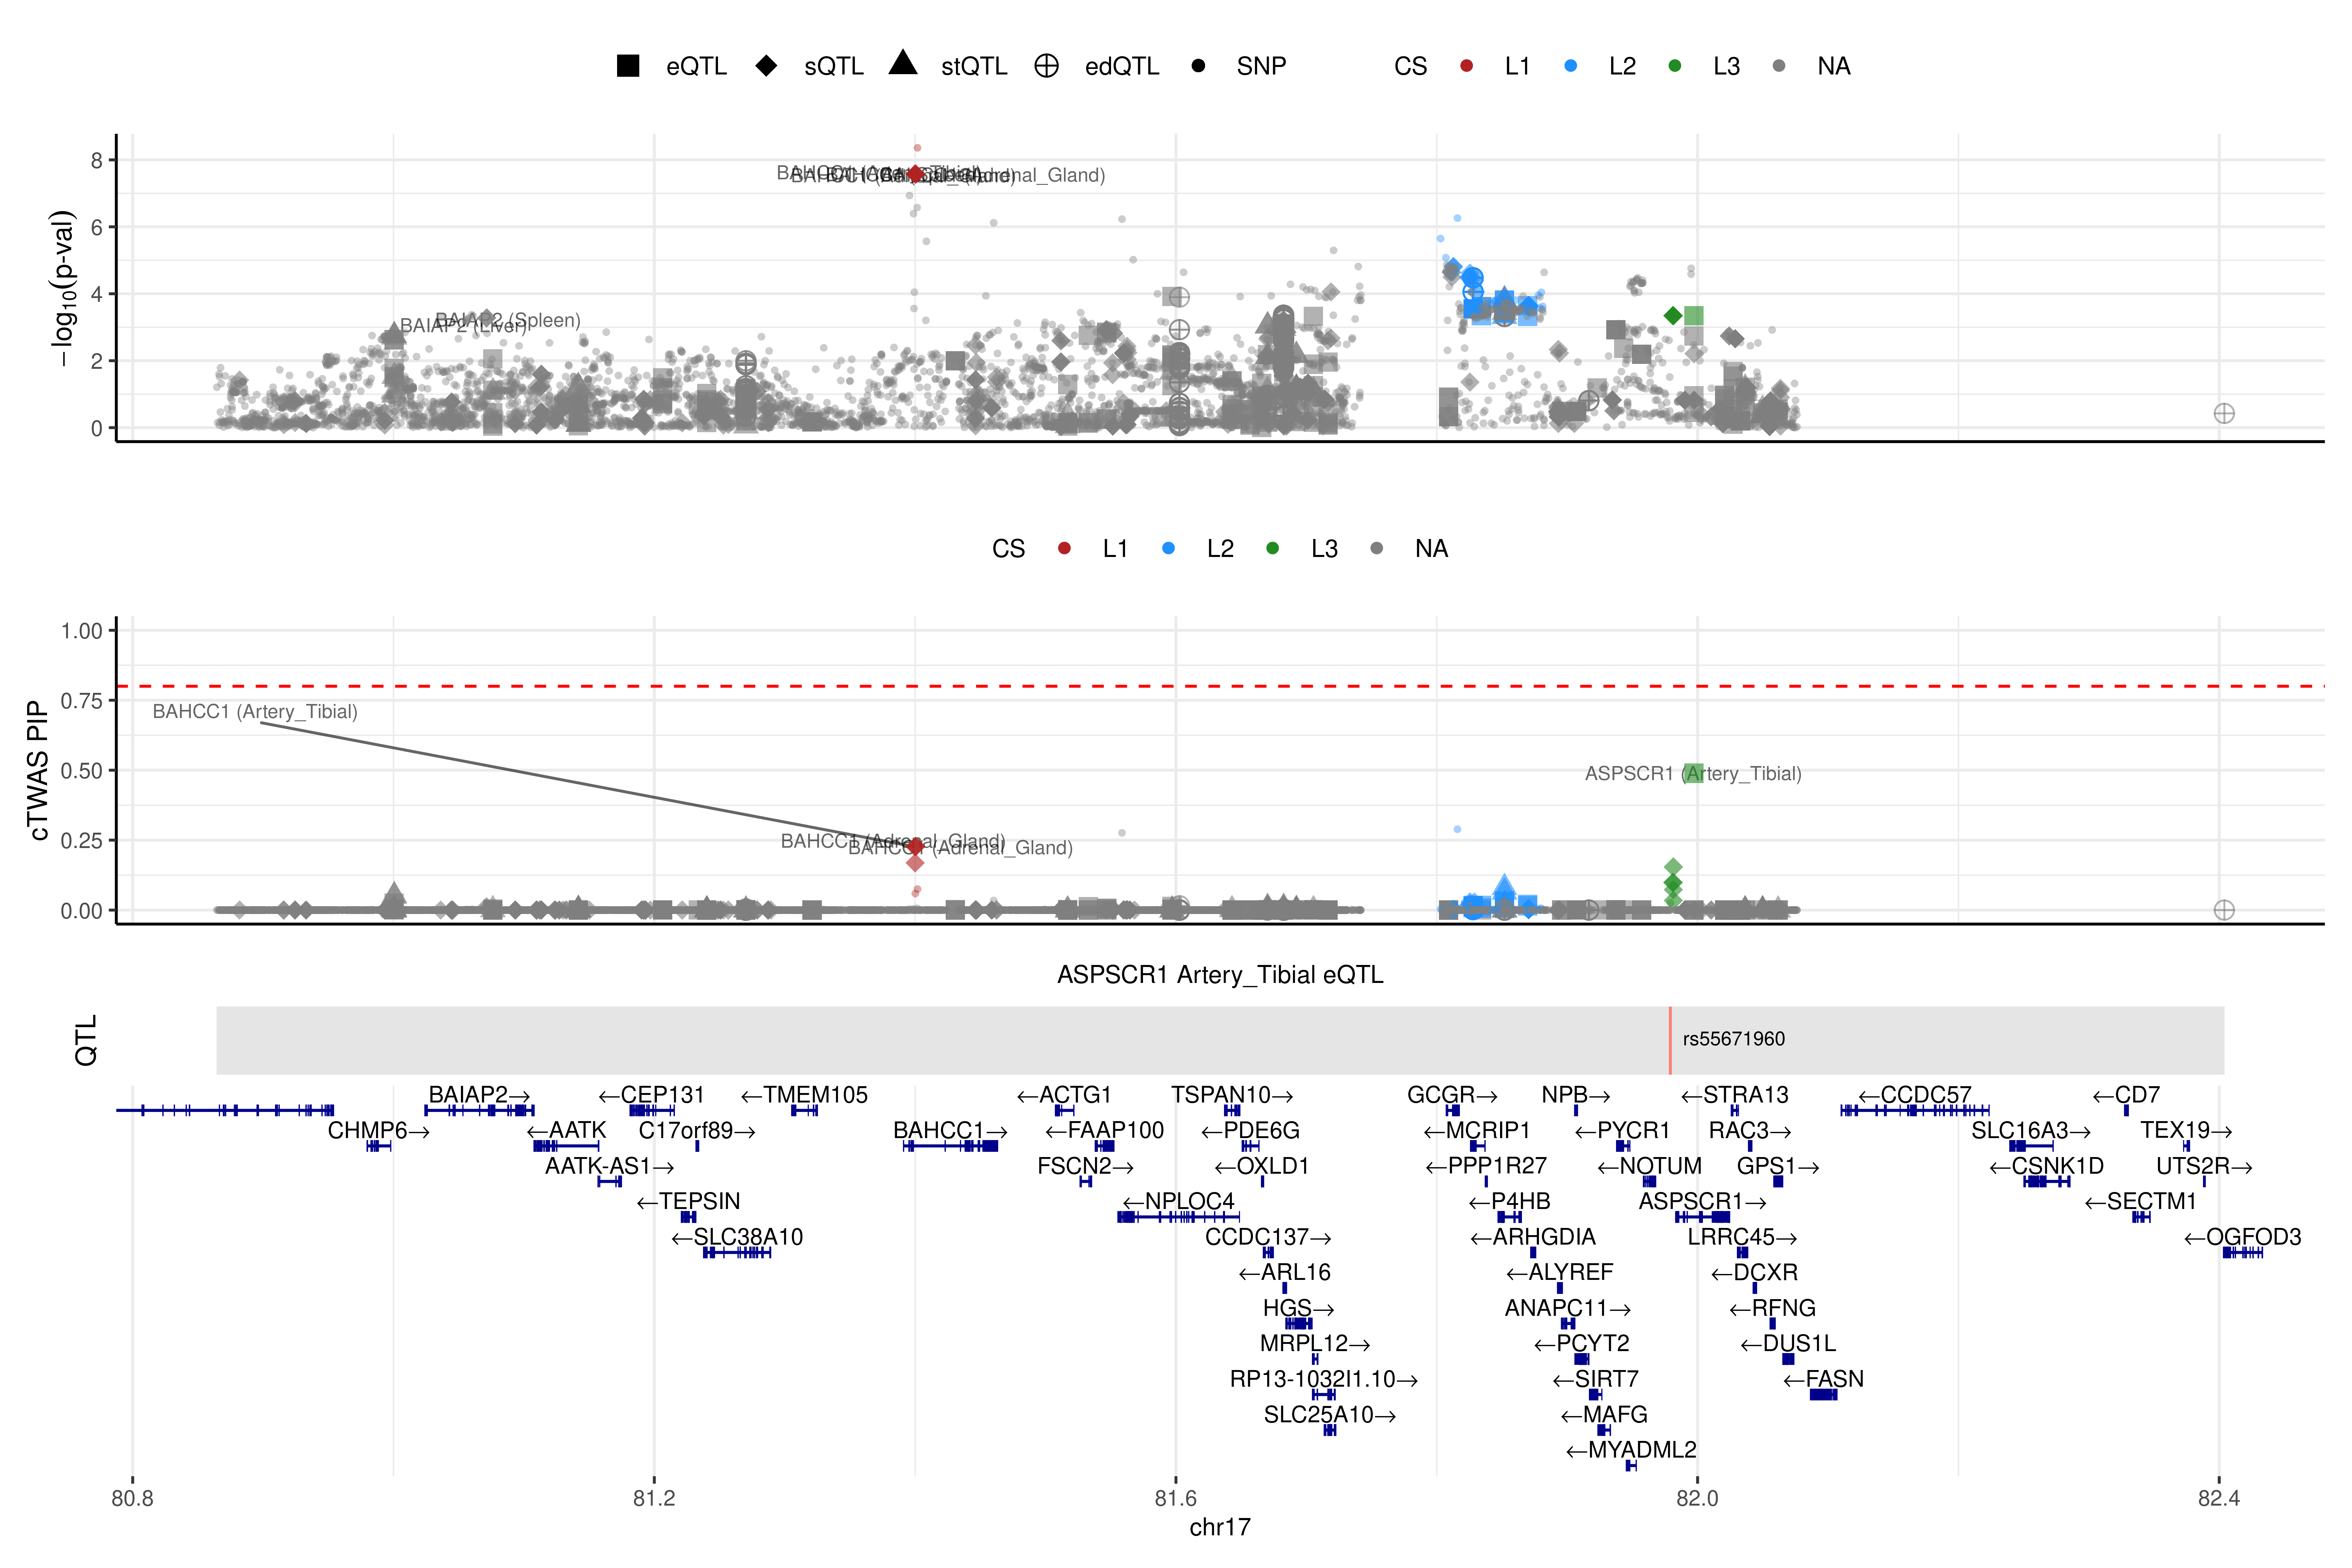 eQTL sQTL stQTL edQTL SNP CS L1 L2 L3 NA
−log10(p-val)
8
6
4
2
0
BAIAP2 (Liver)
BAIAP2 (Spleen)
CS L1 L2 L3 NA
cTWAS PIP
1.00
0.75
0.50
0.25
0.00
BAHCC1 (Artery_Tibial)
ASPSCR1 (Artery_Tibial)
BAHCC1 (Adrenal_Gland)
BAHCC1 (Adrenal_Gland)
ASPSCR1 Artery_Tibial eQTL
QTL
rs55671960
BAIAP2→ ←CEP131 ←TMEM105 ←ACTG1 TSPAN10→ GCGR→ NPB→ ←STRA13 ←CCDC57 ←CD7
CHMP6→ ←AATK C17orf89→ BAHCC1→ ←FAAP100 ←PDE6G ←MCRIP1 ←PYCR1 RAC3→ SLC16A3→ TEX19→
AATK-AS1→ FSCN2→ ←OXLD1 ←PPP1R27 ←NOTUM GPS1→ ←CSNK1D UTS2R→
←TEPSIN ←NPLOC4 ←P4HB ASPSCR1→ ←SECTM1
←SLC38A10 CCDC137→ ←ARHGDIA LRRC45→ ←OGFOD3
←ARL16 ←ALYREF ←DCXR
HGS→ ANAPC11→ ←RFNG
MRPL12→ ←PCYT2 ←DUS1L
RP13-1032I1.10→ ←SIRT7 ←FASN
SLC25A10→ ←MAFG
←MYADML2
80.8 81.2 81.6 82.0 82.4
chr17